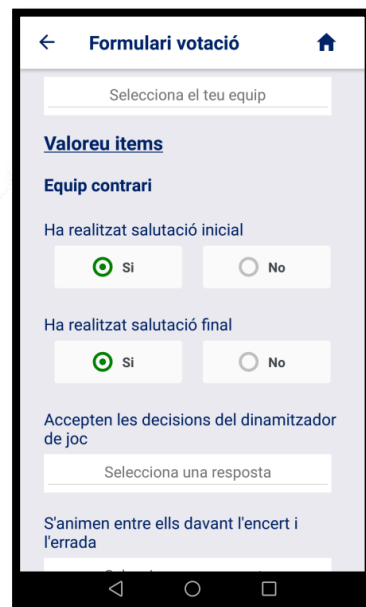 Formulari votació
Selecciona el teu equip
Valoreu items
Equip contrari
Ha realitzat salutació inicial
Si No
Ha realitzat salutació final
Si No
Accepten les decisions del dinamitzador
de joc
Selecciona una resposta
S'animen entre ells davant l'encert i
l'errada